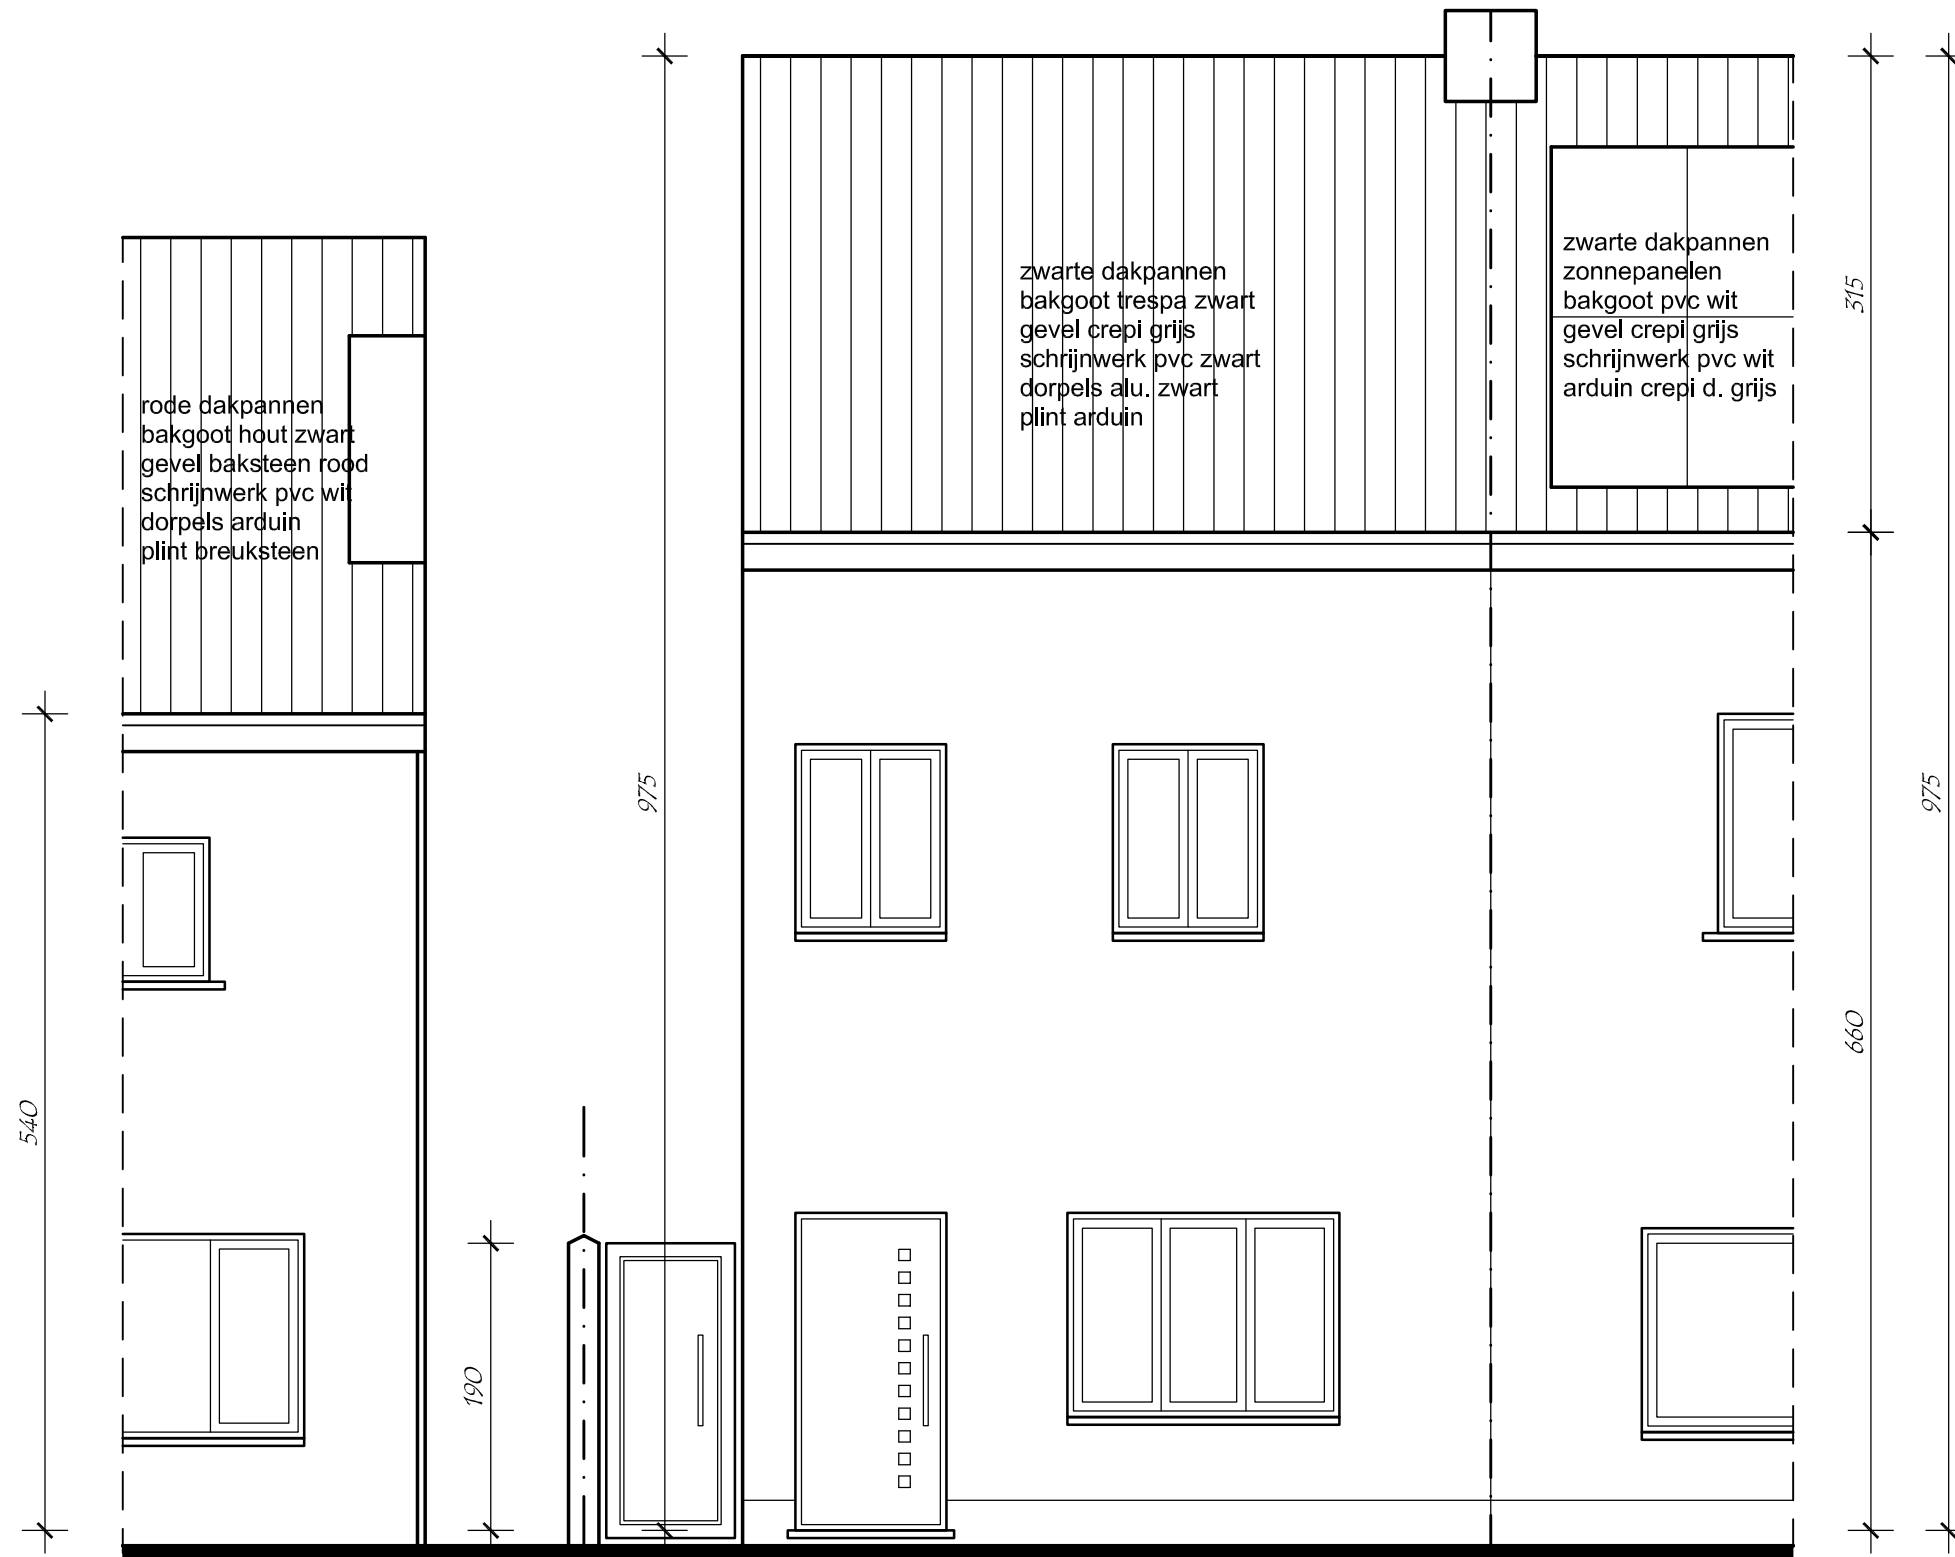 rode dakpannen
bakgoot hout zwart
gevel baksteen rood
schrijnwerk pvc wit
dorpels arduin
plint breuksteen
540
190
975
zwarte dakpannen
bakgoot trespa zwart
gevel crepi grijs
schrijnwerk pvc zwart
dorpels alu. zwart
plint arduin
zwarte dakpannen
zonnepanelen
bakgoot pvc wit
gevel crepi grijs
schrijnwerk pvc wit
arduin crepi d. grijs
315
660
975